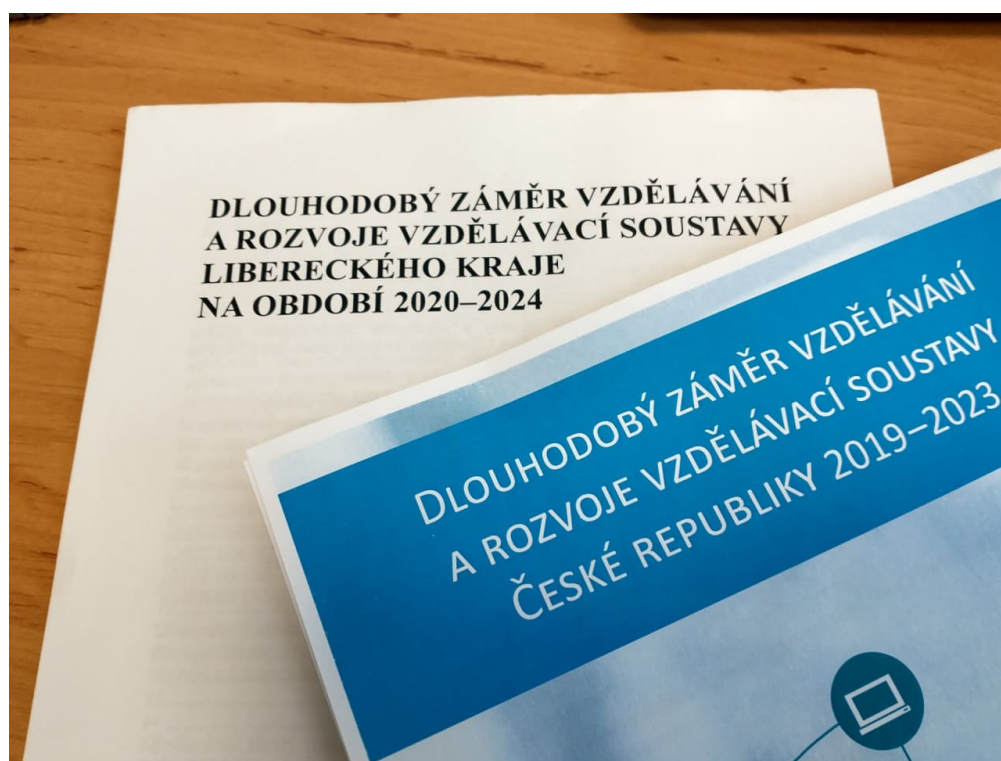 DLOUHODOBÝ ZÁMĚR VZDĚLÁVÁNÍ
A ROZVOJE VZDĚLÁVACÍ SOUSTAVY
LIBERECKÉHO KRAJE
NA OBDOBÍ 2020–2024
DLOUHODOBÝ ZÁMĚR VZDĚLÁVÁNÍ
A ROZVOJE VZDĚLÁVACÍ SOUSTAVY
ČESKÉ REPUBLIKY 2019–2023